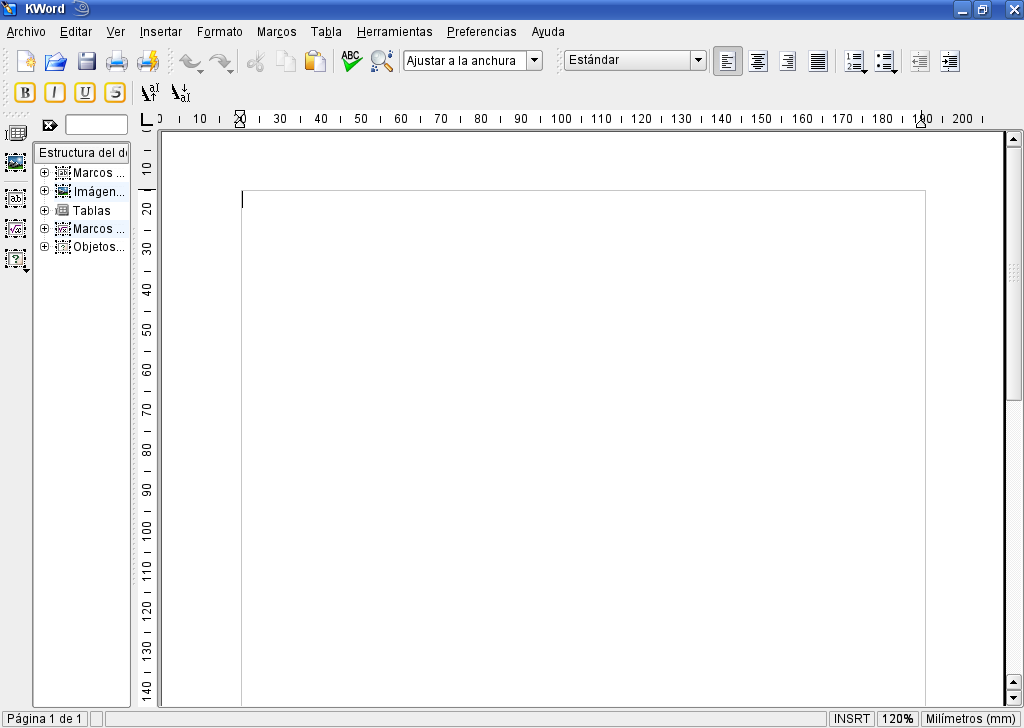 KWord
Archivo Editar Ver Insertar Formato Marcos Tabla Herramientas Preferencias Ayuda
ABC Ajustar a la anchura Estándar
B I U S
10 20 30 40 50 60 70 80 90 100 110 120 130 140 150 160 170 180 190 200
Estructura del d
Marcos ...
Imágen...
Tablas
Marcos ...
Objetos...
10
20
30
40
50
60
70
80
90
100
110
120
130
140
Página 1 de 1 INSRT 120% Milímetros (mm)